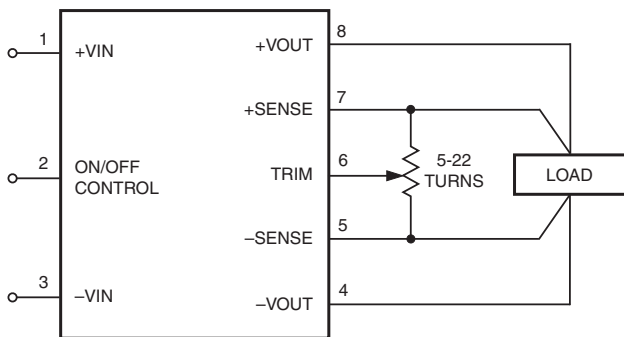 1
+VIN
2
ON/OFF
CONTROL
3
–VIN
+VOUT
8
+SENSE
7
TRIM
6
5-22
TURNS
–SENSE
5
–VOUT
4
LOAD